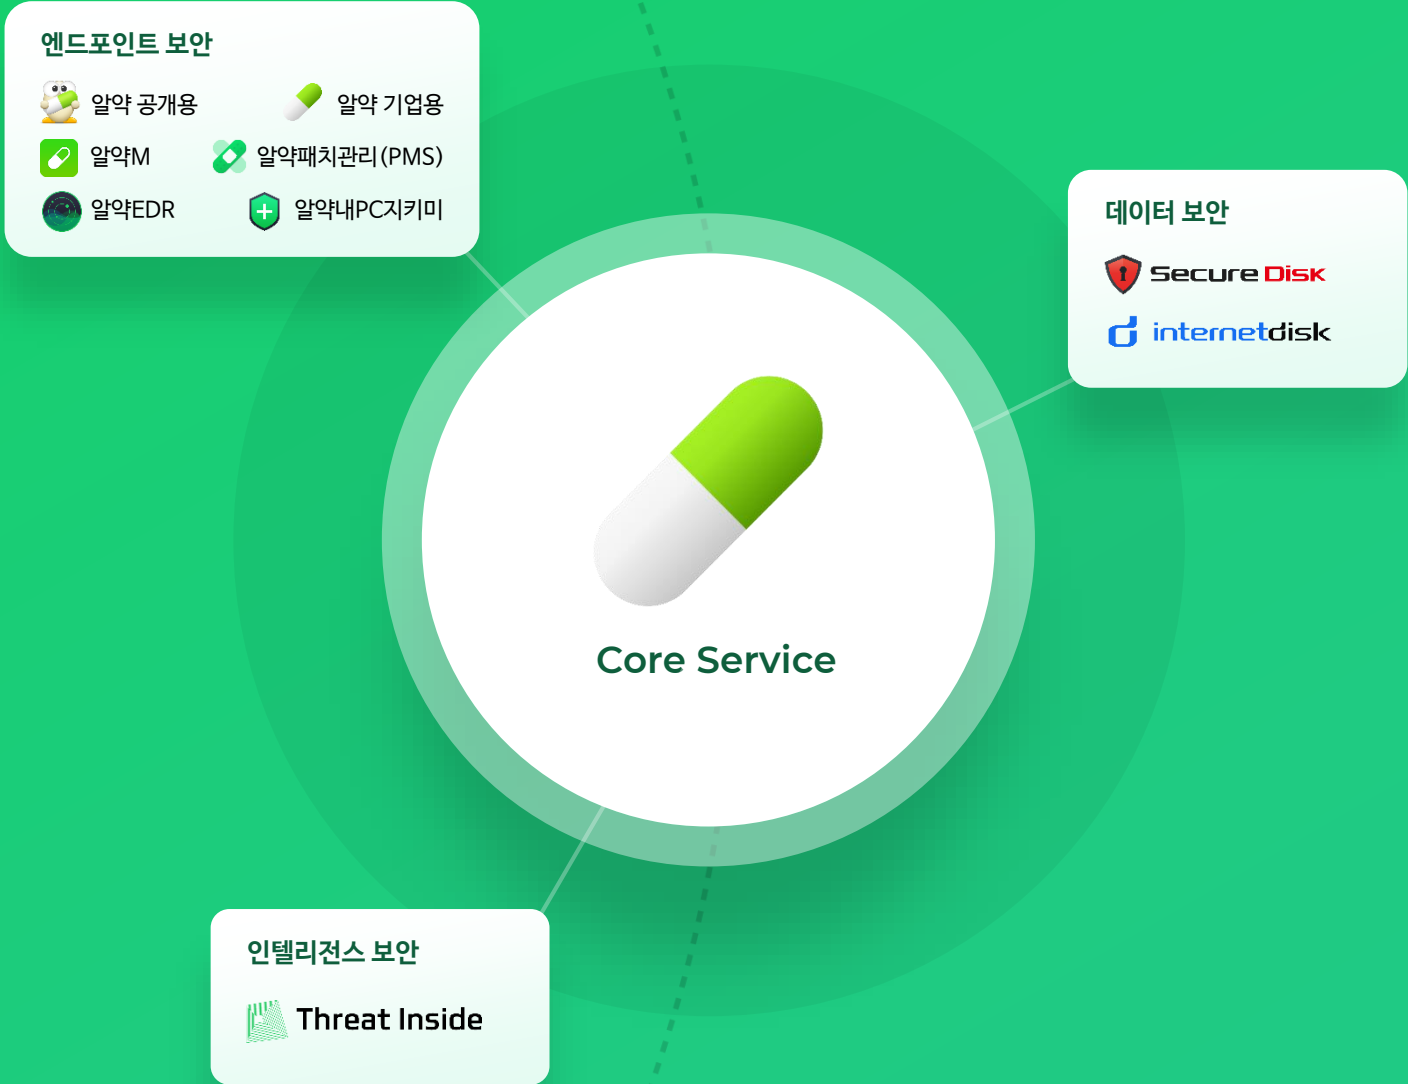 엔드포인트 보안
알약 공개용 알약 기업용
알약M 알약패치관리(PMS)
알약EDR 알약내PC지키미
데이터 보안
Secure Disk
internetdisk
Core Service
인텔리전스 보안
Threat Inside